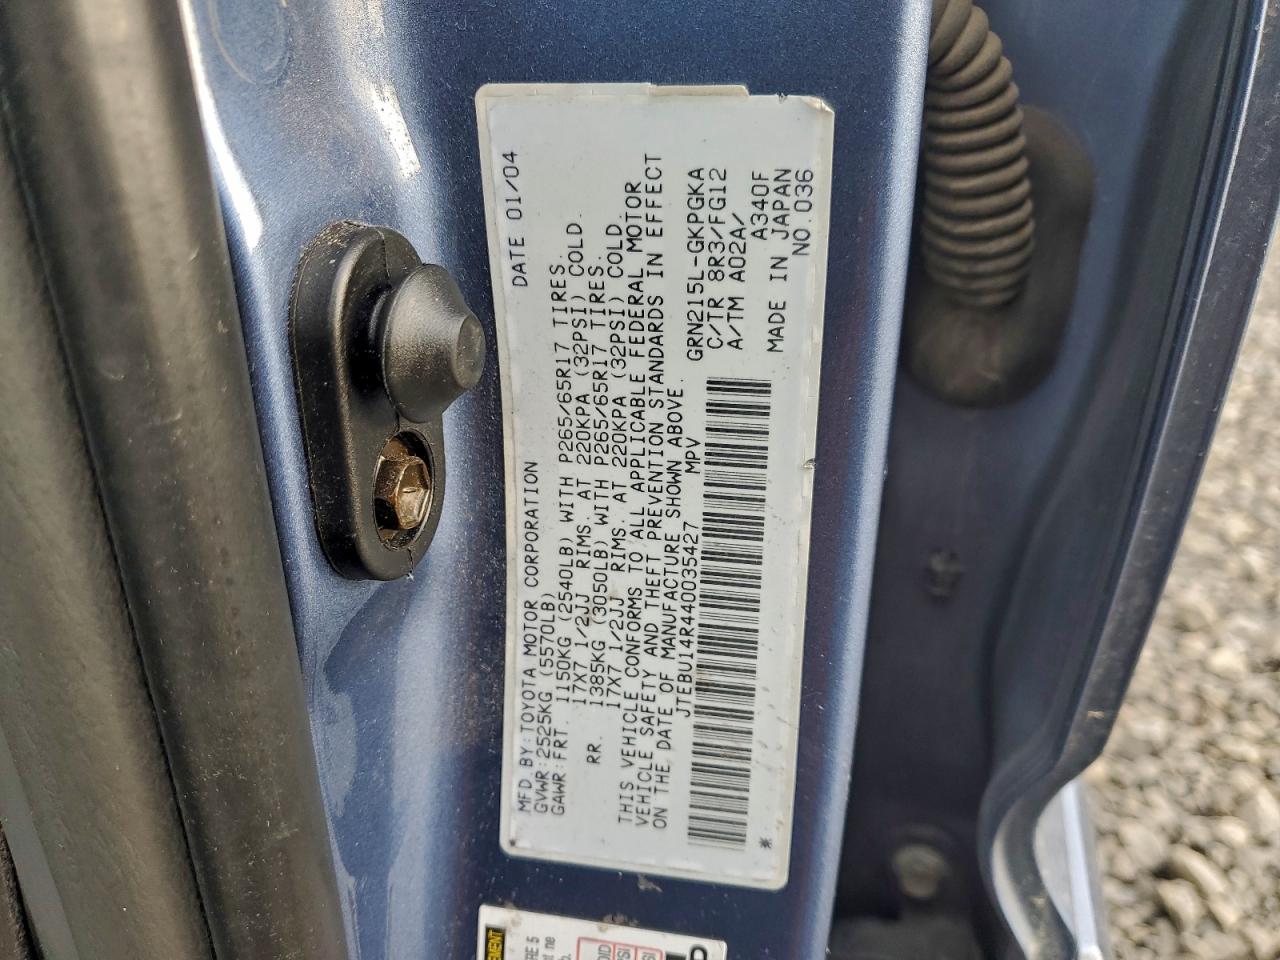 MFD. BY: TOYOTA MOTOR CORPORATION DATE 01/04
GVWR: 2525KG (5570LB)
GAWR: FRT. 1150KG (2540LB) WITH P265/65R17 TIRES.
17X7 1/2JJ RIMS. AT 220KPA (32PSI) COLD.
RR. 1385KG (3050LB) WITH P265/65R17 TIRES.
17X7 1/2JJ RIMS. AT 220KPA (32PSI) COLD.
THIS VEHICLE CONFORMS TO ALL APPLICABLE FEDERAL MOTOR
VEHICLE SAFETY AND THEFT PREVENTION STANDARDS IN EFFECT
ON THE DATE OF MANUFACTURE SHOWN ABOVE.
JTEBU14R440035427 MPV
GRN215L-GKPGKA
C/TR 8R3/FG12
A/TM A02A/
A340F
MADE IN JAPAN
* NO.036